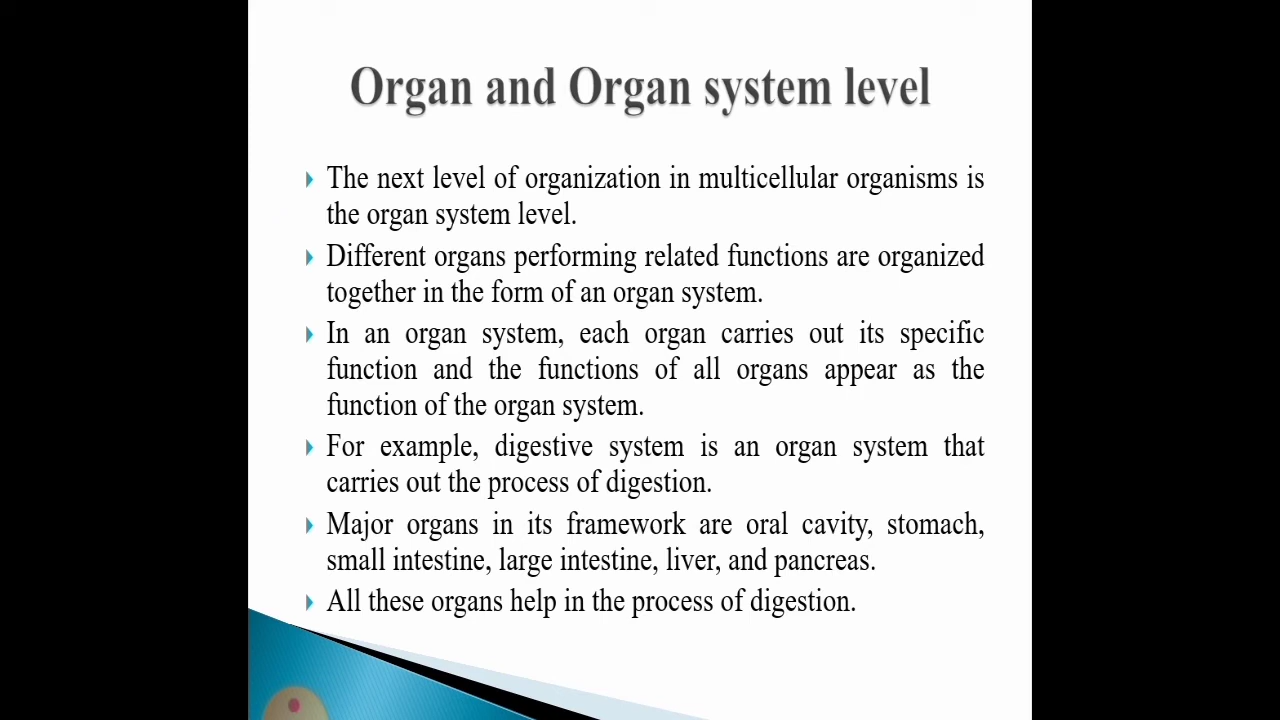 Organ and Organ system level
The next level of organization in multicellular organisms is
the organ system level.
Different organs performing related functions are organized
together in the form of an organ system.
In an organ system, each organ carries out its specific
function and the functions of all organs appear as the
function of the organ system.
For example, digestive system is an organ system that
carries out the process of digestion.
Major organs in its framework are oral cavity, stomach,
small intestine, large intestine, liver, and pancreas.
All these organs help in the process of digestion.